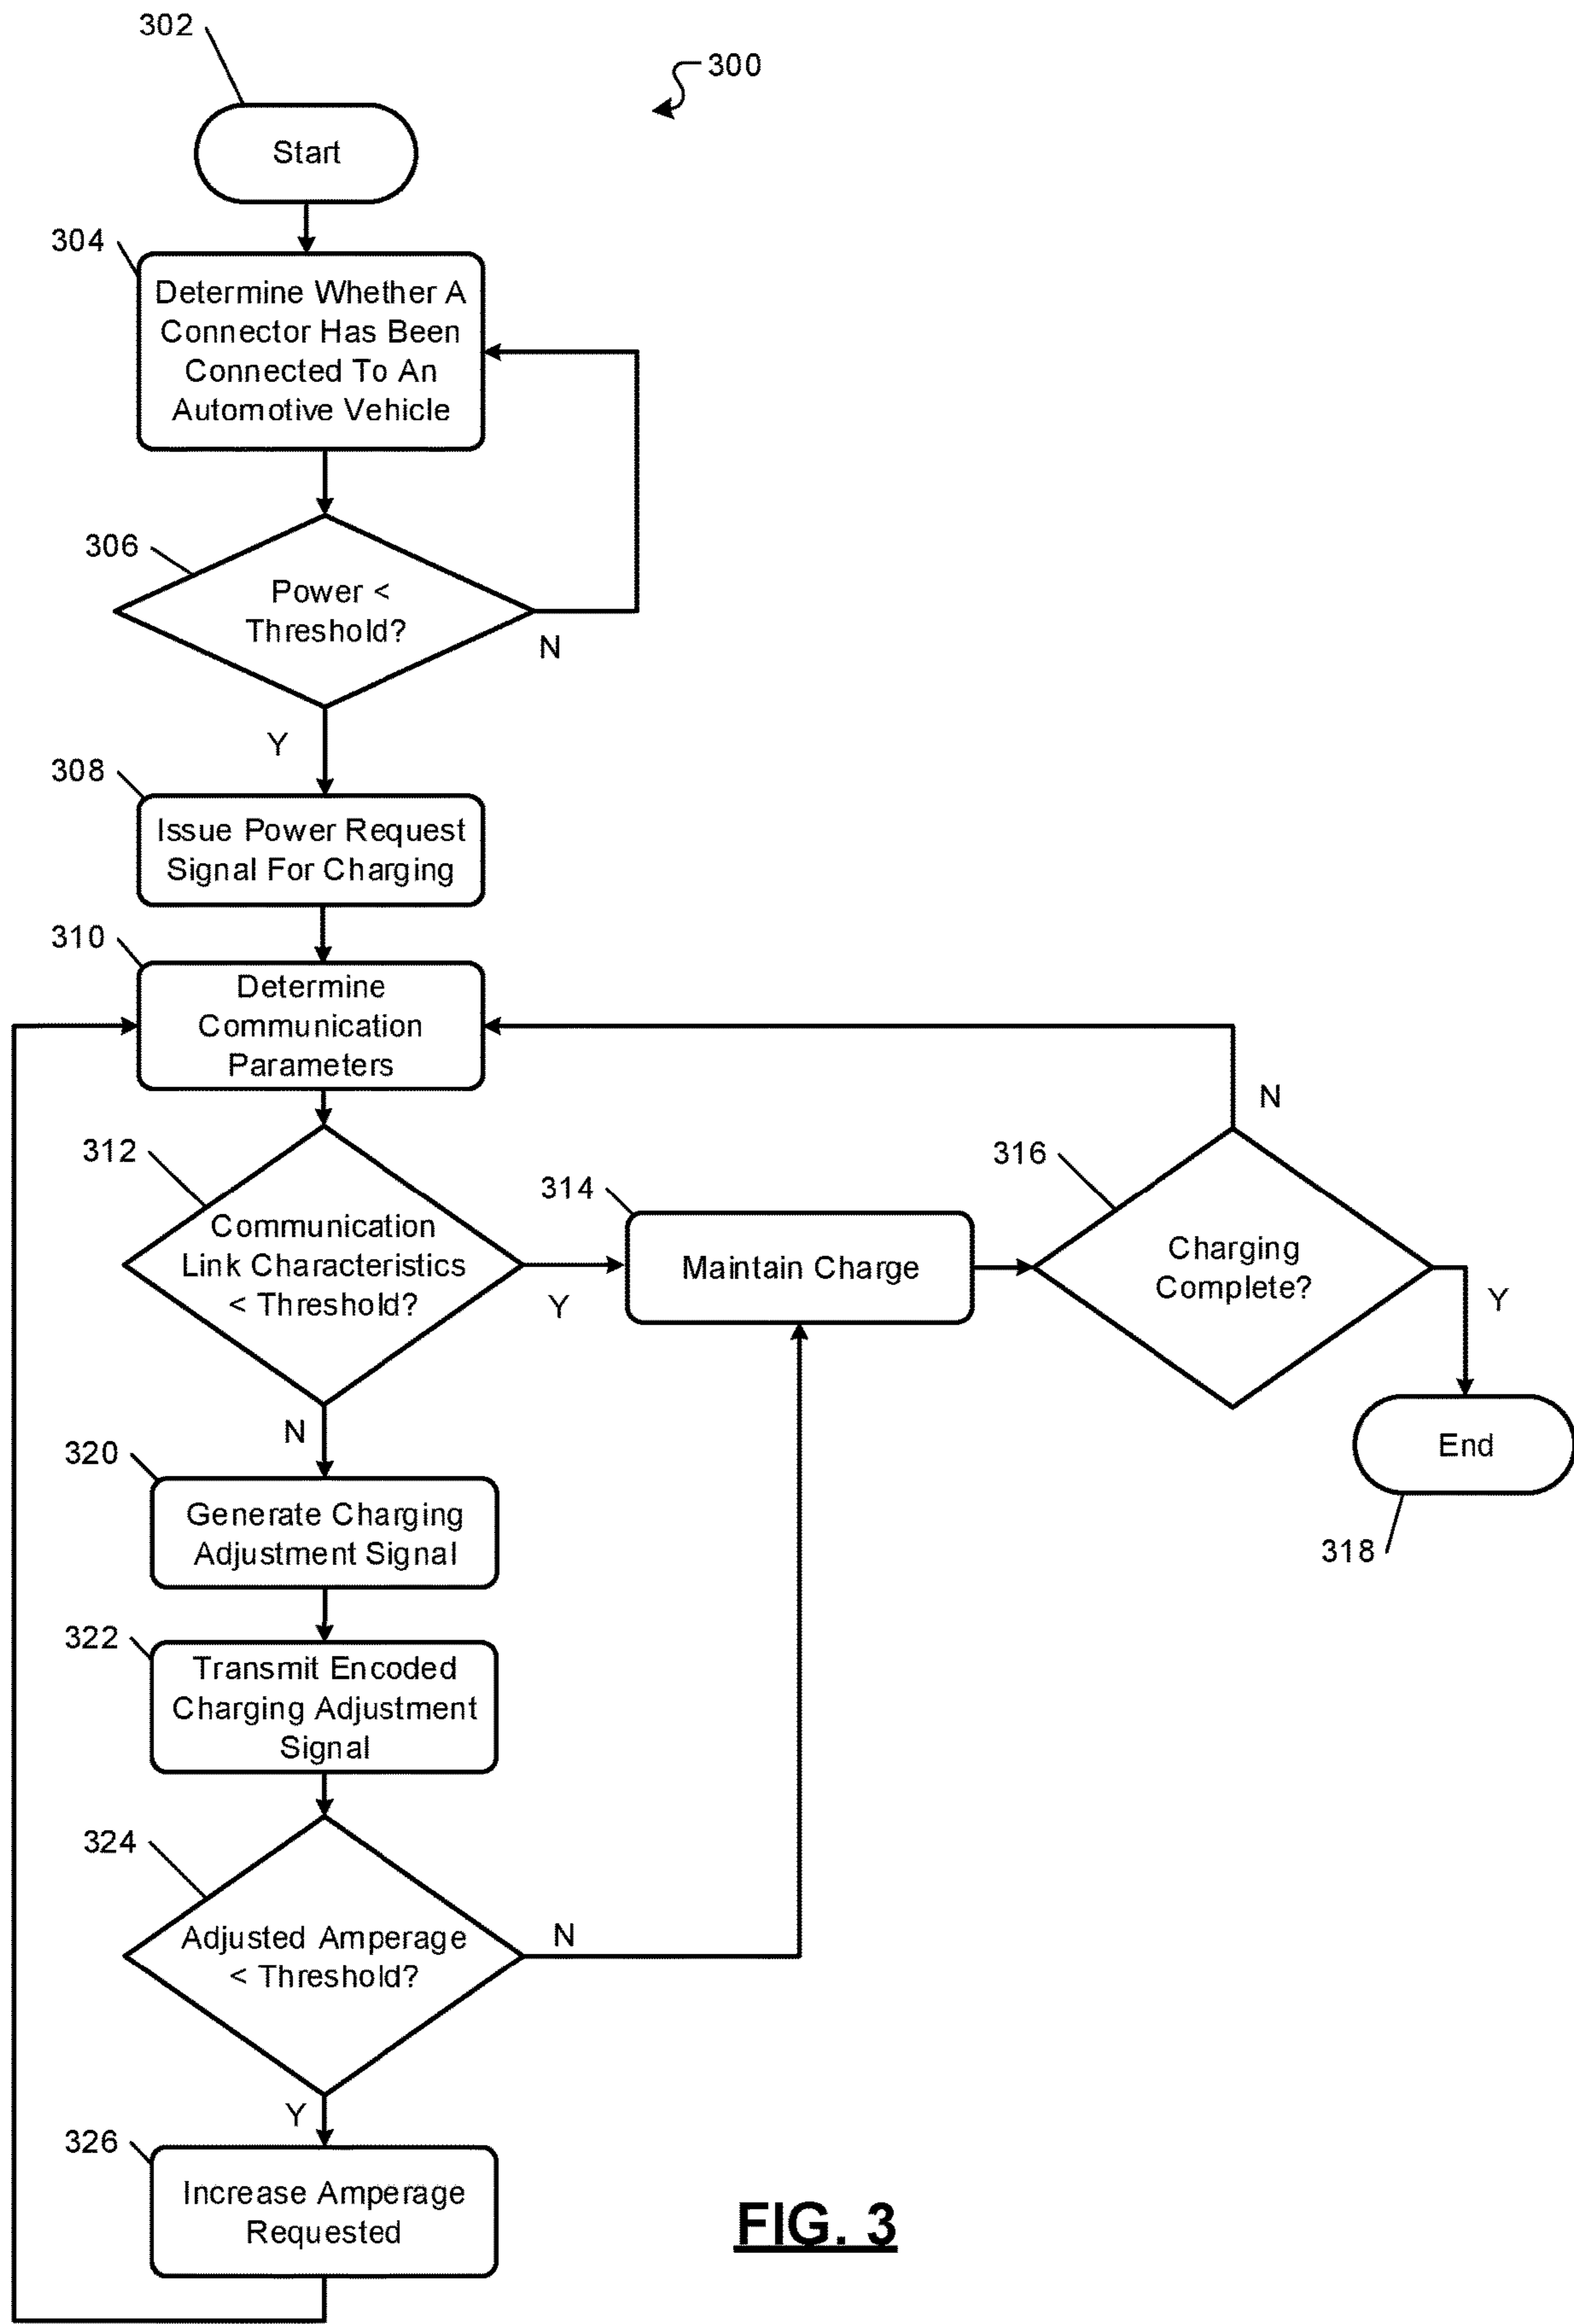 302
300
Start
304
Determine Whether A
Connector Has Been
Connected To An
Automotive Vehicle
306
Power <
Threshold?
N
Y
308
Issue Power Request
Signal For Charging
310
Determine
Communication
Parameters
N
312
Communication
Link Characteristics
< Threshold?
Y
314
Maintain Charge
316
Charging
Complete?
Y
End
318
N
320
Generate Charging
Adjustment Signal
322
Transmit Encoded
Charging Adjustment
Signal
324
Adjusted Amperage
< Threshold?
N
Y
326
Increase Amperage
Requested
FIG. 3